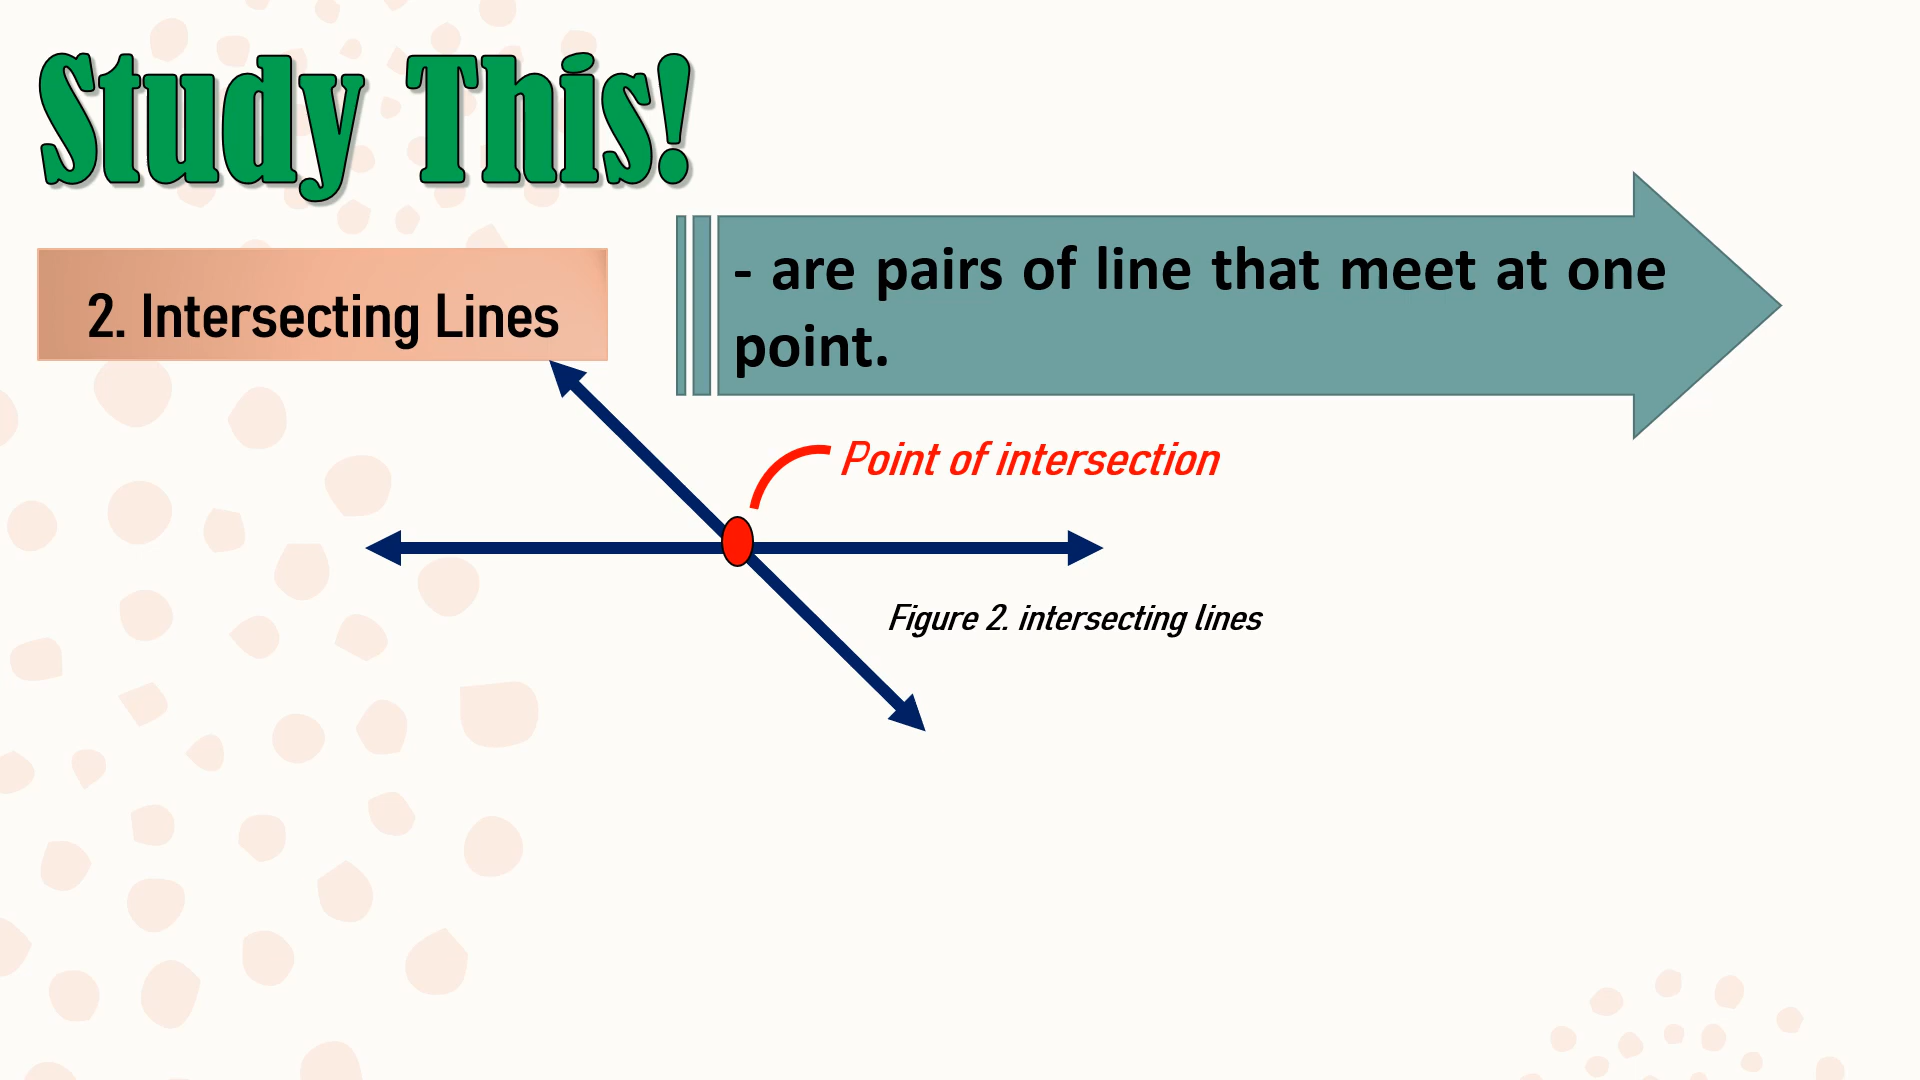 Study This!
2. Intersecting Lines
- are pairs of line that meet at one
point.
Point of intersection
Figure 2. intersecting lines